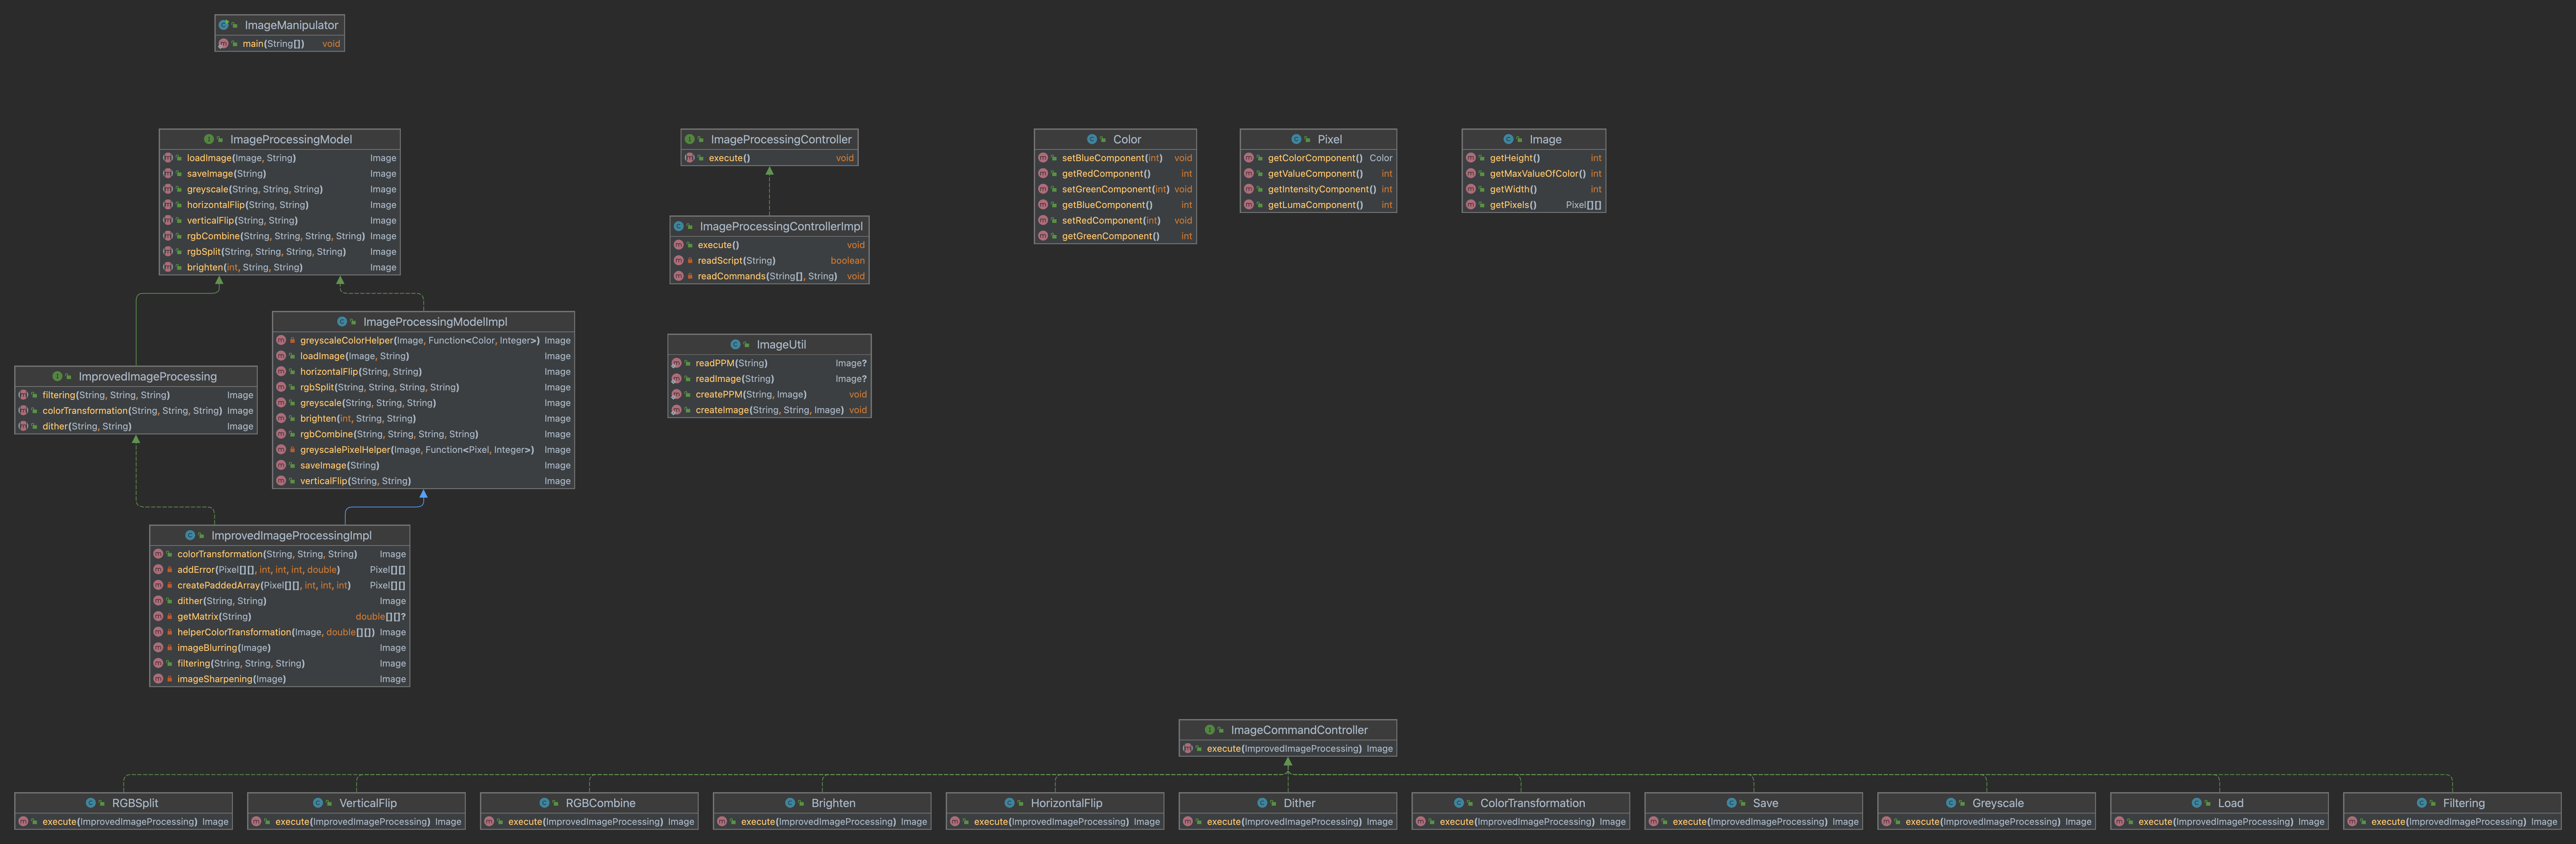 ImageManipulator
main(String[]) void
ImageProcessingModel
loadImage(Image, String) Image
saveImage(String) Image
greyscale(String, String, String) Image
horizontalFlip(String, String) Image
verticalFlip(String, String) Image
rgbCombine(String, String, String, String) Image
rgbSplit(String, String, String, String) Image
brighten(int, String, String) Image
ImageProcessingController
execute() void
ImageProcessingControllerImpl
execute() void
readScript(String) boolean
readCommands(String[], String) void
Color
setBlueComponent(int) void
getRedComponent() int
setGreenComponent(int) void
getBlueComponent() int
setRedComponent(int) void
getGreenComponent() int
Pixel
getColorComponent() Color
getValueComponent() int
getIntensityComponent() int
getLumaComponent() int
Image
getHeight() int
getMaxValueOfColor() int
getWidth() int
getPixels() Pixel[][]
ImageProcessingModelImpl
greyscaleColorHelper(Image, Function<Color, Integer>) Image
loadImage(Image, String) Image
horizontalFlip(String, String) Image
rgbSplit(String, String, String, String) Image
greyscale(String, String, String) Image
brighten(int, String, String) Image
rgbCombine(String, String, String, String) Image
greyscalePixelHelper(Image, Function<Pixel, Integer>) Image
saveImage(String) Image
verticalFlip(String, String) Image
ImageUtil
readPPM(String) Image?
readImage(String) Image?
createPPM(String, Image) void
createImage(String, String, Image) void
ImprovedImageProcessing
filtering(String, String, String) Image
colorTransformation(String, String, String) Image
dither(String, String) Image
ImprovedImageProcessingImpl
colorTransformation(String, String, String) Image
addError(Pixel[][], int, int, int, double) Pixel[][]
createPaddedArray(Pixel[][], int, int, int) Pixel[][]
dither(String, String) Image
getMatrix(String) double[][]?
helperColorTransformation(Image, double[][]) Image
imageBlurring(Image) Image
filtering(String, String, String) Image
imageSharpening(Image) Image
ImageCommandController
execute(ImprovedImageProcessing) Image
RGBSplit
execute(ImprovedImageProcessing) Image
VerticalFlip
execute(ImprovedImageProcessing) Image
RGBCombine
execute(ImprovedImageProcessing) Image
Brighten
execute(ImprovedImageProcessing) Image
HorizontalFlip
execute(ImprovedImageProcessing) Image
Dither
execute(ImprovedImageProcessing) Image
ColorTransformation
execute(ImprovedImageProcessing) Image
Save
execute(ImprovedImageProcessing) Image
Greyscale
execute(ImprovedImageProcessing) Image
Load
execute(ImprovedImageProcessing) Image
Filtering
execute(ImprovedImageProcessing) Image